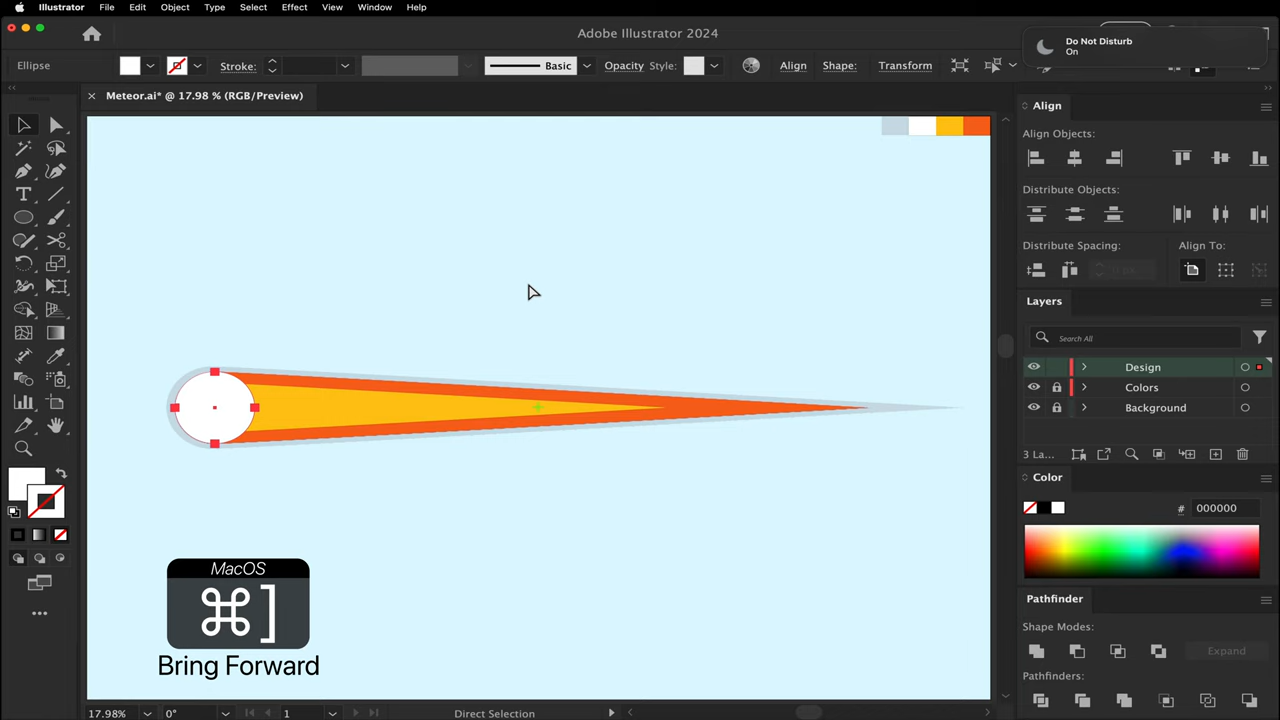 Illustrator File Edit Object Type Select Effect View Window Help
Adobe Illustrator 2024
Do Not Disturb
On
Ellipse Stroke: Basic Opacity Style: Align Shape: Transform
Meteor.ai* @ 17.98 % (RGB/Preview)
Align
Align Objects:
Distribute Objects:
Distribute Spacing: Align To:
0 px
Layers
Search All
Design
Colors
Background
3 La...
Color
# 000000
Pathfinder
Shape Modes:
Expand
Pathfinders:
MacOS
⌘]
Bring Forward
17.98% 0° 1 Direct Selection